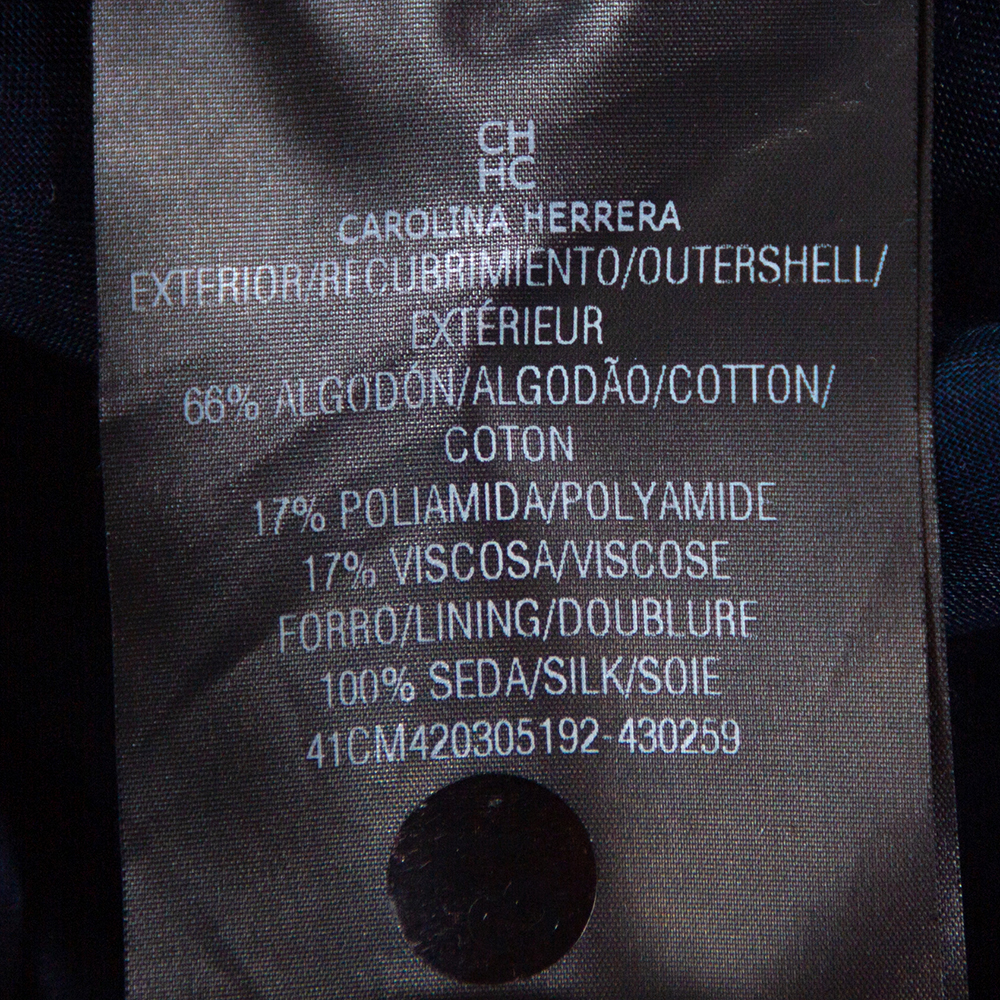 CH
HC
CAROLINA HERRERA
EXTERIOR/RECUBRIMIENTO/OUTERSHELL/
EXTÉRIEUR
66% ALGODÓN/ALGODÃO/COTTON/
COTON
17% POLIAMIDA/POLYAMIDE
17% VISCOSA/VISCOSE
FORRO/LINING/DOUBLURE
100% SEDA/SILK/SOIE
41CM420305192-430259